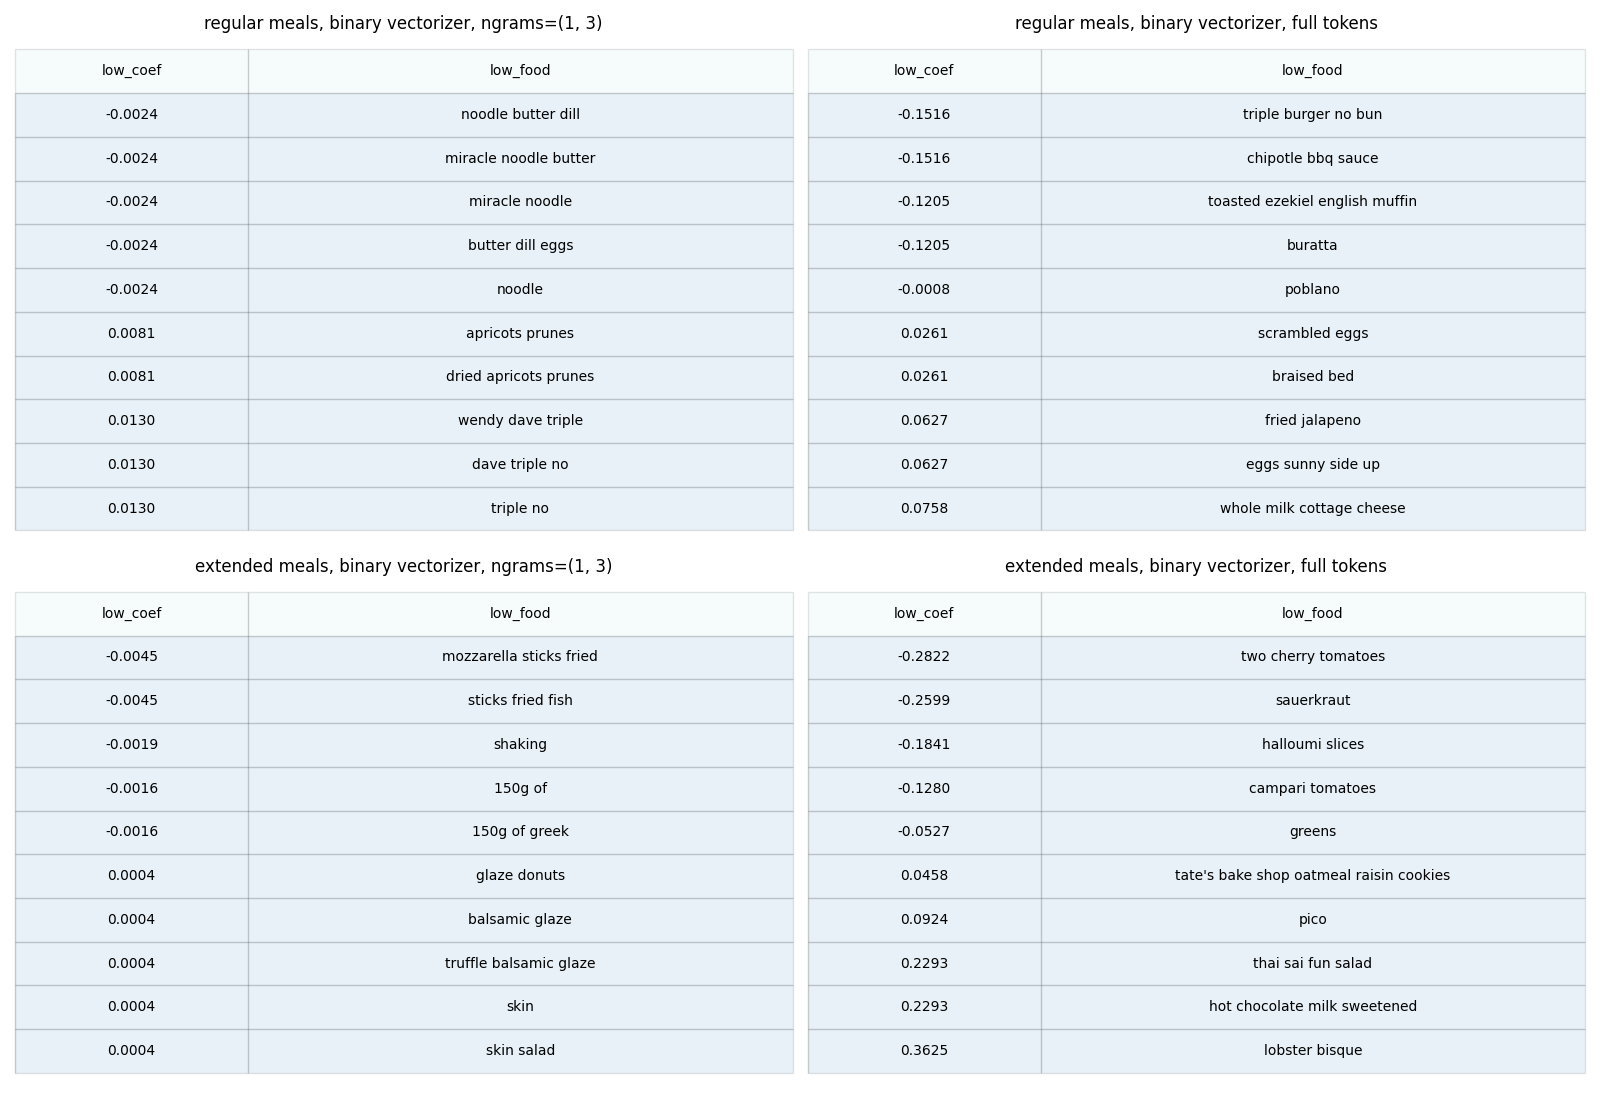 regular meals, binary vectorizer, ngrams=(1, 3)
low_coef low_food
-0.0024 noodle butter dill
-0.0024 miracle noodle butter
-0.0024 miracle noodle
-0.0024 butter dill eggs
-0.0024 noodle
0.0081 apricots prunes
0.0081 dried apricots prunes
0.0130 wendy dave triple
0.0130 dave triple no
0.0130 triple no
regular meals, binary vectorizer, full tokens
low_coef low_food
-0.1516 triple burger no bun
-0.1516 chipotle bbq sauce
-0.1205 toasted ezekiel english muffin
-0.1205 buratta
-0.0008 poblano
0.0261 scrambled eggs
0.0261 braised bed
0.0627 fried jalapeno
0.0627 eggs sunny side up
0.0758 whole milk cottage cheese
extended meals, binary vectorizer, ngrams=(1, 3)
low_coef low_food
-0.0045 mozzarella sticks fried
-0.0045 sticks fried fish
-0.0019 shaking
-0.0016 150g of
-0.0016 150g of greek
0.0004 glaze donuts
0.0004 balsamic glaze
0.0004 truffle balsamic glaze
0.0004 skin
0.0004 skin salad
extended meals, binary vectorizer, full tokens
low_coef low_food
-0.2822 two cherry tomatoes
-0.2599 sauerkraut
-0.1841 halloumi slices
-0.1280 campari tomatoes
-0.0527 greens
0.0458 tate's bake shop oatmeal raisin cookies
0.0924 pico
0.2293 thai sai fun salad
0.2293 hot chocolate milk sweetened
0.3625 lobster bisque